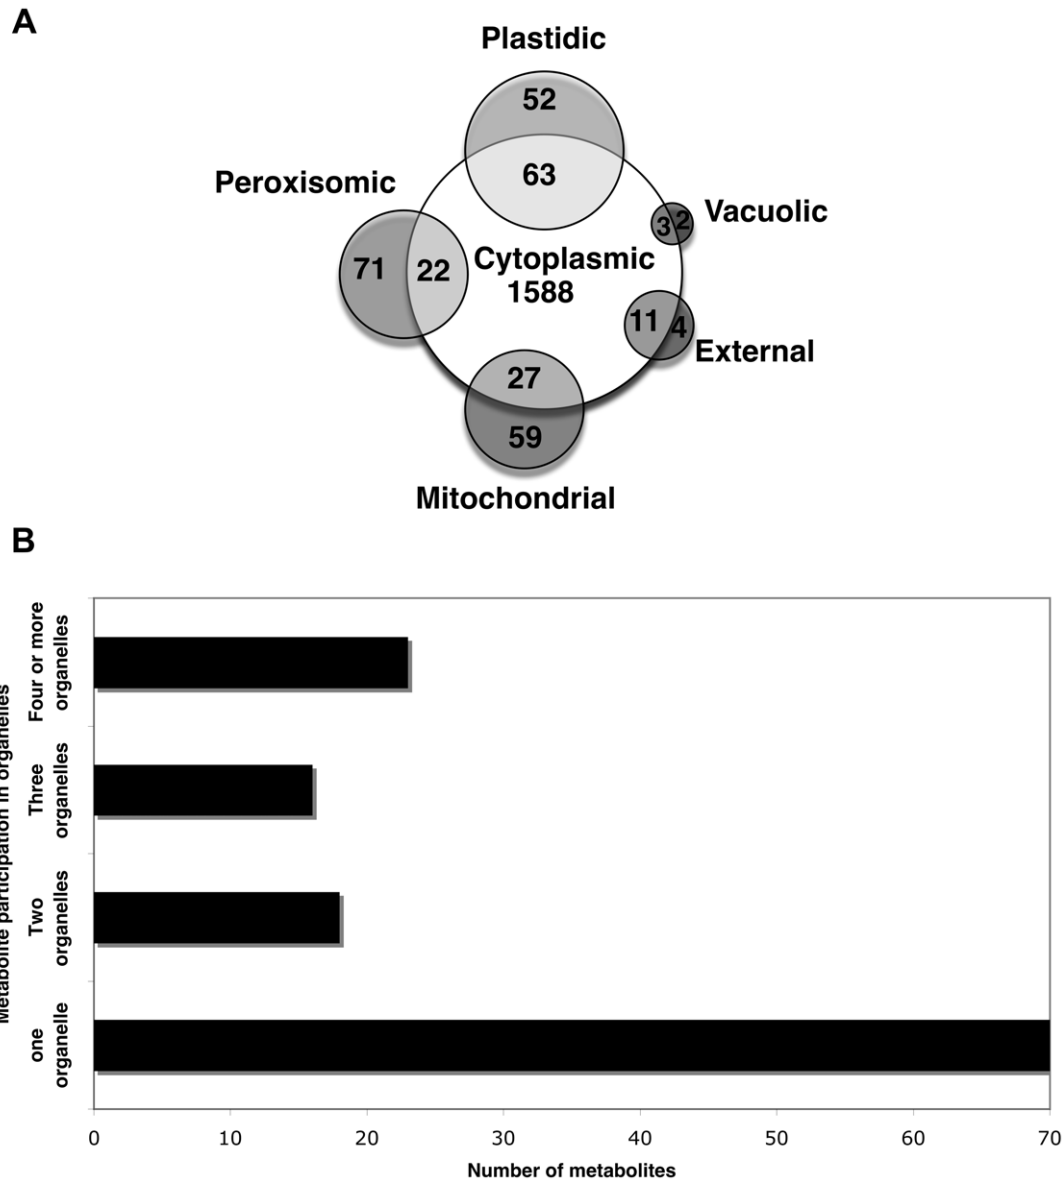 A
Plastidic
52
63
Peroxisomic
71
22
Cytoplasmic
1588
3
2
Vacuolic
11
4
External
27
59
Mitochondrial
B
Metabolite participation in organelles
Four or more
organelles
Three
organelles
Two
organelles
one
organelle
0 10 20 30 40 50 60 70
Number of metabolites